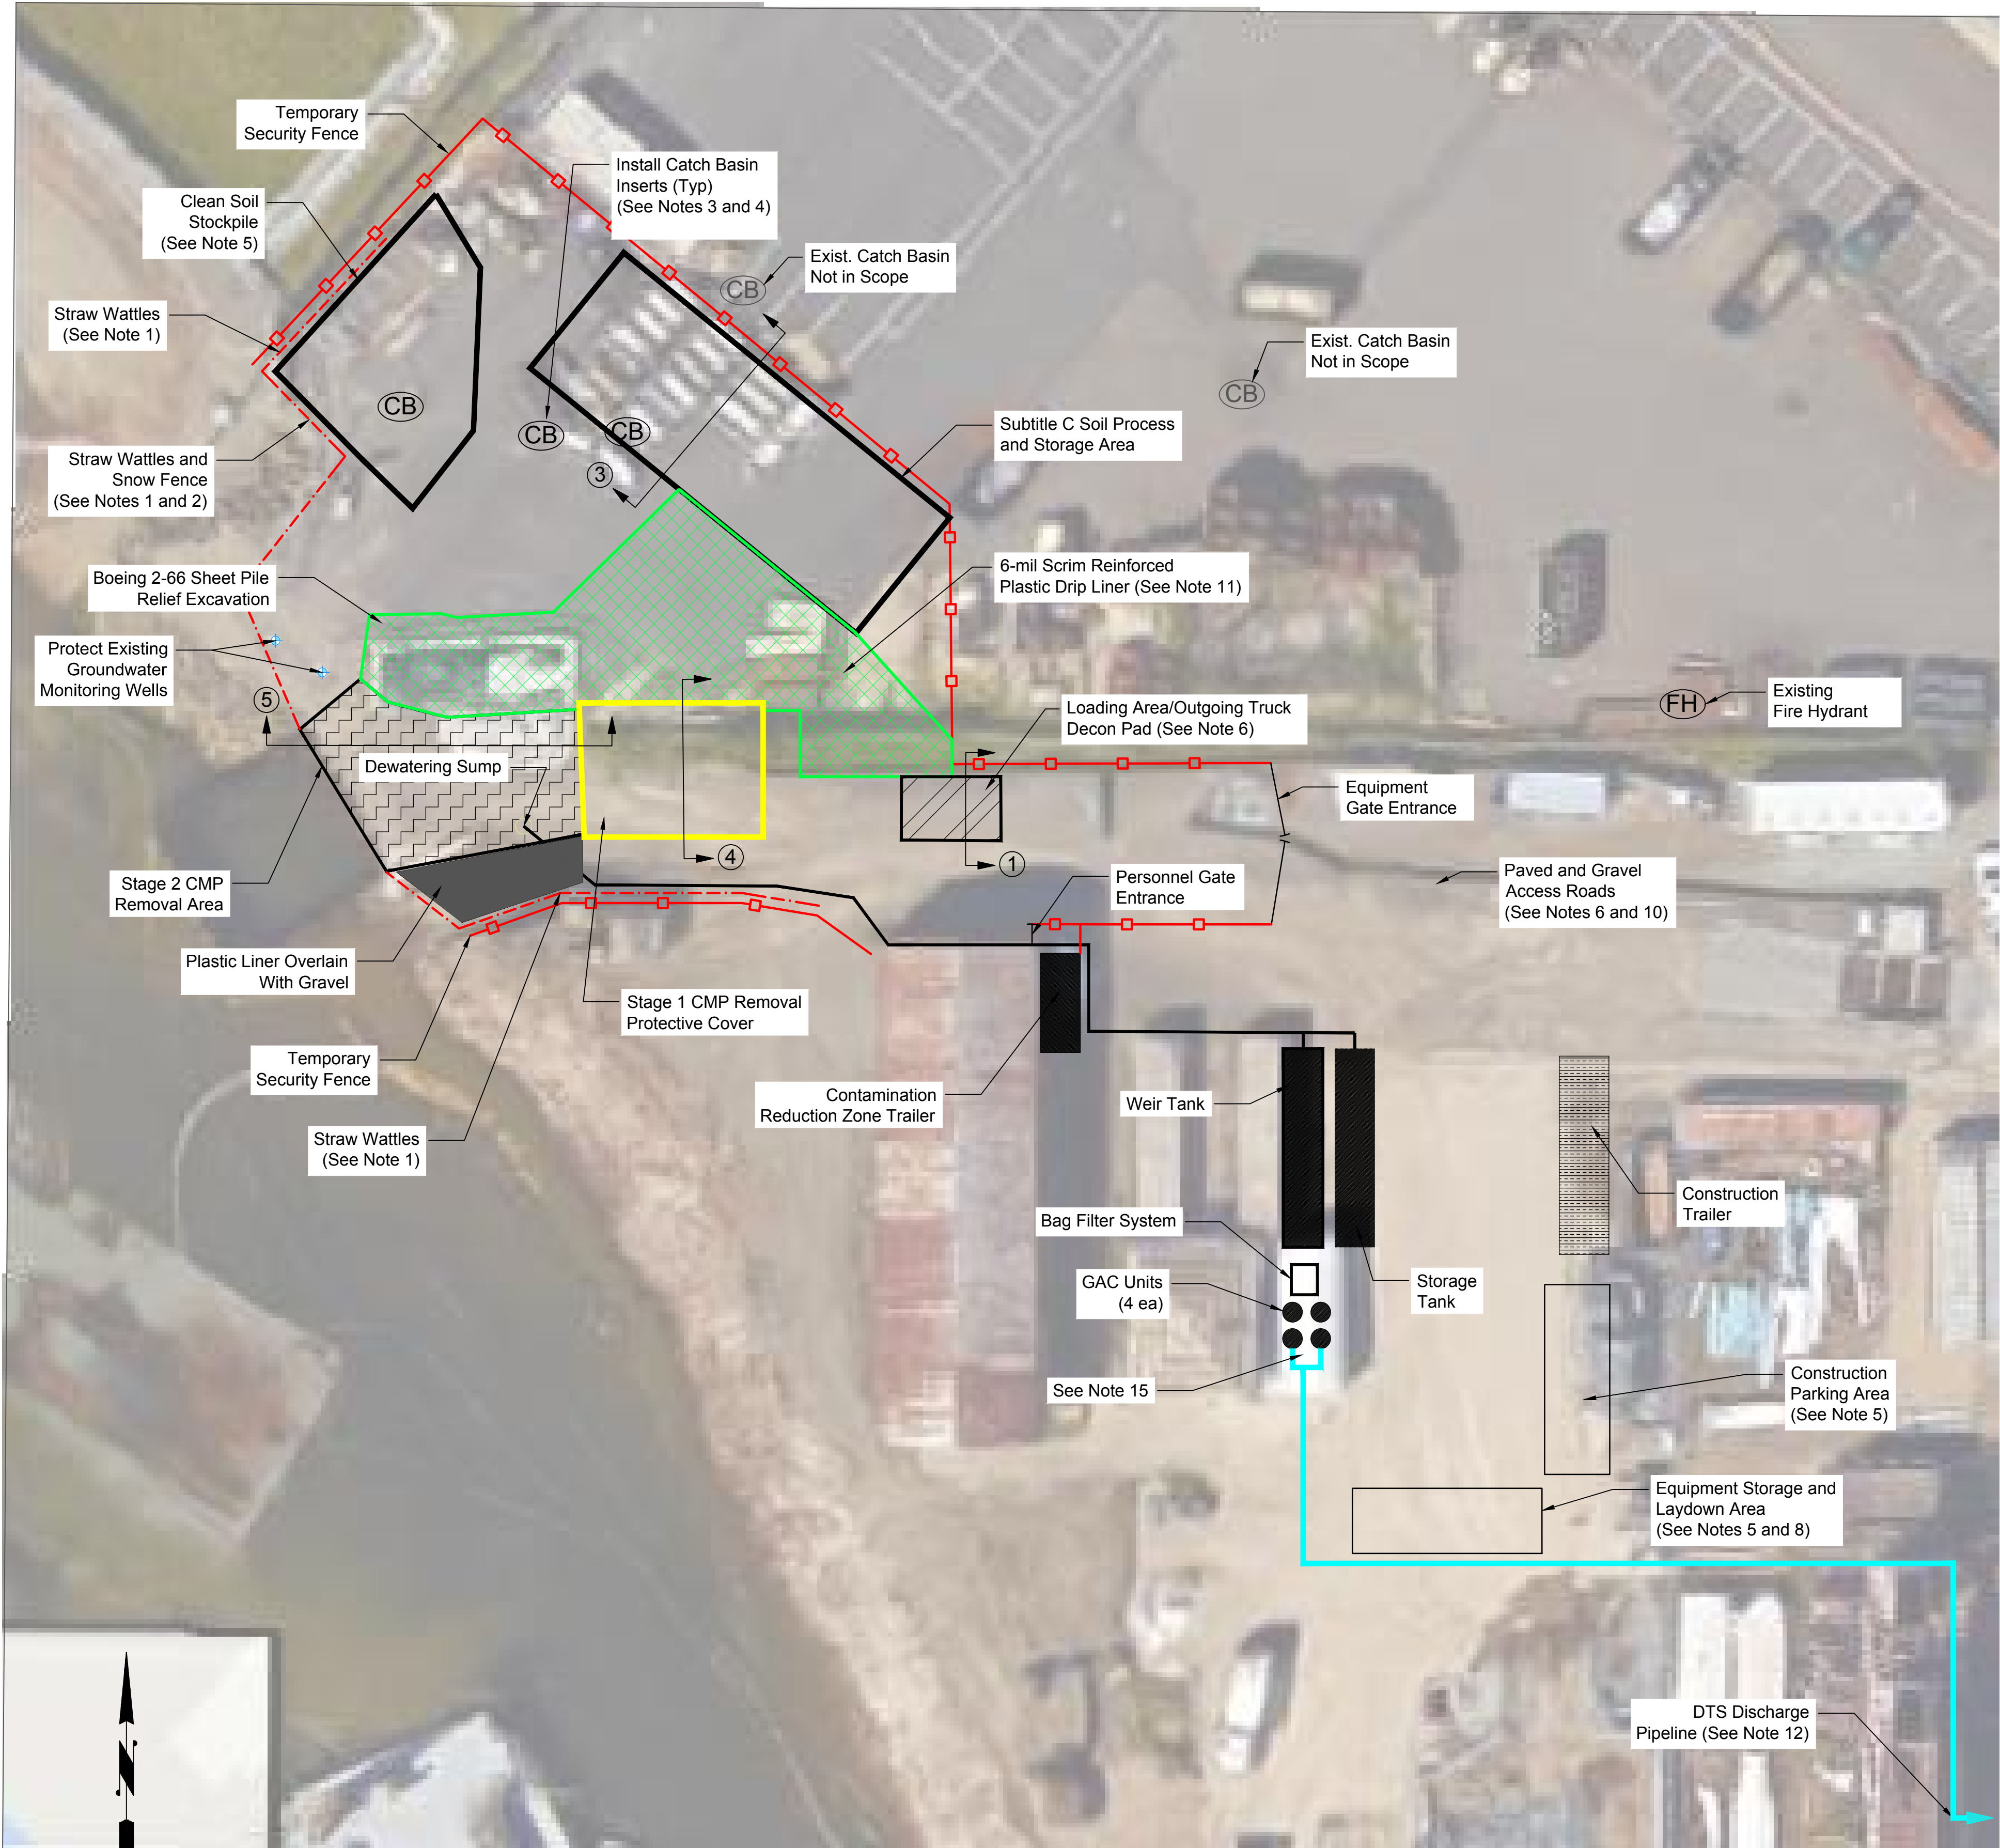 Temporary
Security Fence
Install Catch Basin
Inserts (Typ)
(See Notes 3 and 4)
Clean Soil
Stockpile
(See Note 5)
Exist. Catch Basin
Not in Scope
CB
Straw Wattles
(See Note 1)
Exist. Catch Basin
Not in Scope
CB
CB
CB
CB
Subtitle C Soil Process
and Storage Area
Straw Wattles and
Snow Fence
(See Notes 1 and 2)
3
Boeing 2-66 Sheet Pile
Relief Excavation
6-mil Scrim Reinforced
Plastic Drip Liner (See Note 11)
Protect Existing
Groundwater
Monitoring Wells
5
Loading Area/Outgoing Truck
Decon Pad (See Note 6)
FH
Existing
Fire Hydrant
Dewatering Sump
Equipment
Gate Entrance
4
1
Stage 2 CMP
Removal Area
Personnel Gate
Entrance
Paved and Gravel
Access Roads
(See Notes 6 and 10)
Plastic Liner Overlain
With Gravel
Stage 1 CMP Removal
Protective Cover
Temporary
Security Fence
Contamination
Reduction Zone Trailer
Weir Tank
Straw Wattles
(See Note 1)
Construction
Trailer
Bag Filter System
GAC Units
(4 ea)
Storage
Tank
See Note 15
Construction
Parking Area
(See Note 5)
Equipment Storage and
Laydown Area
(See Notes 5 and 8)
DTS Discharge
Pipeline (See Note 12)
N